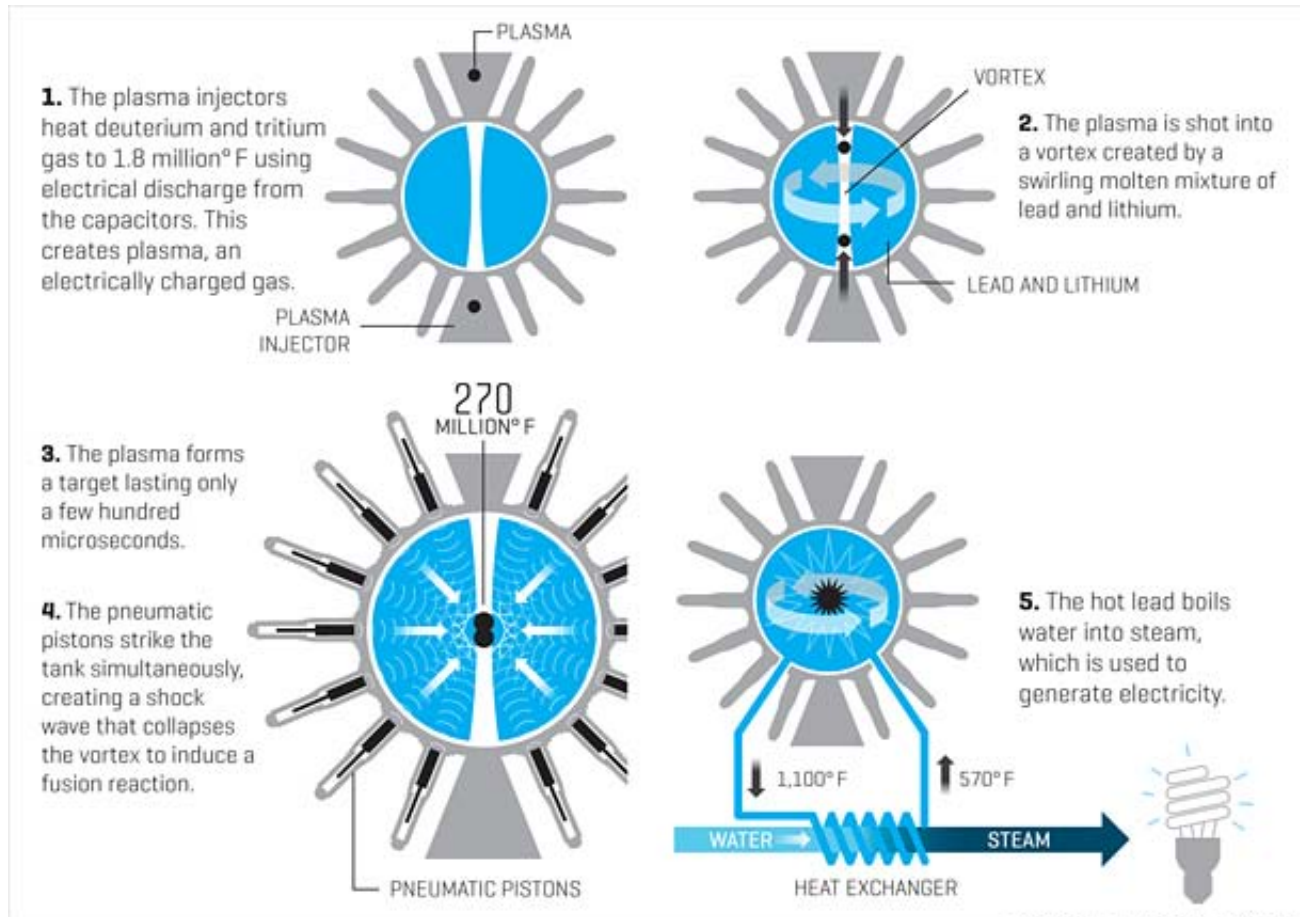 PLASMA
1. The plasma injectors
heat deuterium and tritium
gas to 1.8 million° F using
electrical discharge from
the capacitors. This
creates plasma, an
electrically charged gas.
PLASMA
INJECTOR
VORTEX
2. The plasma is shot into
a vortex created by a
swirling molten mixture of
lead and lithium.
LEAD AND LITHIUM
270
MILLION° F
3. The plasma forms
a target lasting only
a few hundred
microseconds.
4. The pneumatic
pistons strike the
tank simultaneously,
creating a shock
wave that collapses
the vortex to induce a
fusion reaction.
PNEUMATIC PISTONS
5. The hot lead boils
water into steam,
which is used to
generate electricity.
1,100° F
570° F
WATER
STEAM
HEAT EXCHANGER